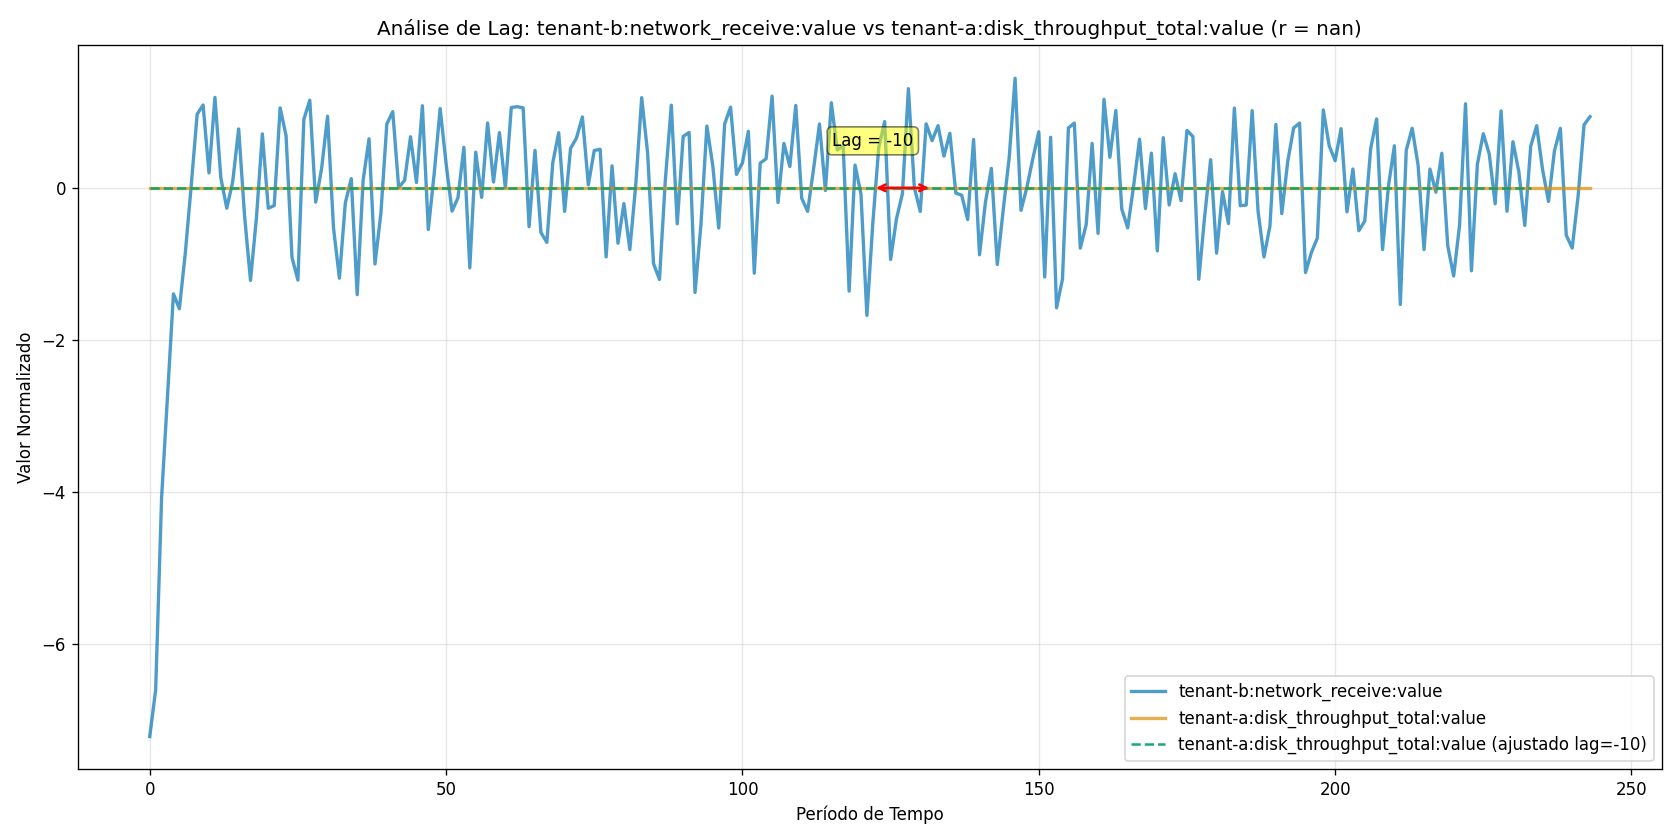 Análise de Lag: tenant-b:network_receive:value vs tenant-a:disk_throughput_total:value (r = nan)
Valor Normalizado
0
−2
−4
−6
Lag = -10
tenant-b:network_receive:value
tenant-a:disk_throughput_total:value
tenant-a:disk_throughput_total:value (ajustado lag=-10)
0
50
100
150
200
250
Período de Tempo